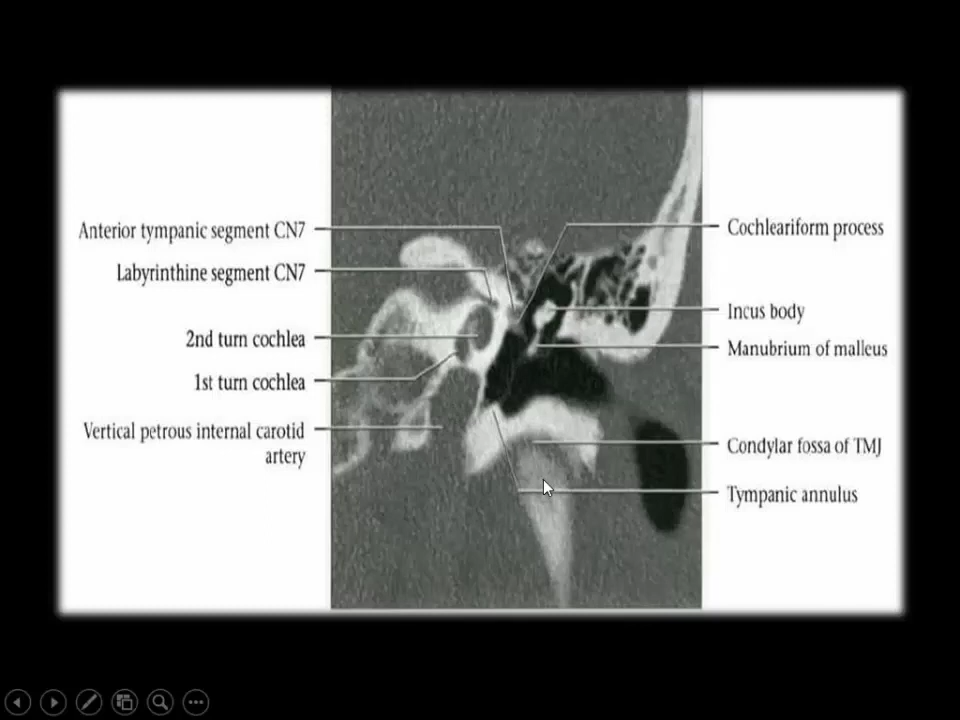 Anterior tympanic segment CN7
Labyrinthine segment CN7
2nd turn cochlea
1st turn cochlea
Vertical petrous internal carotid
artery
Cochleariform process
Incus body
Manubrium of malleus
Condylar fossa of TMJ
Tympanic annulus